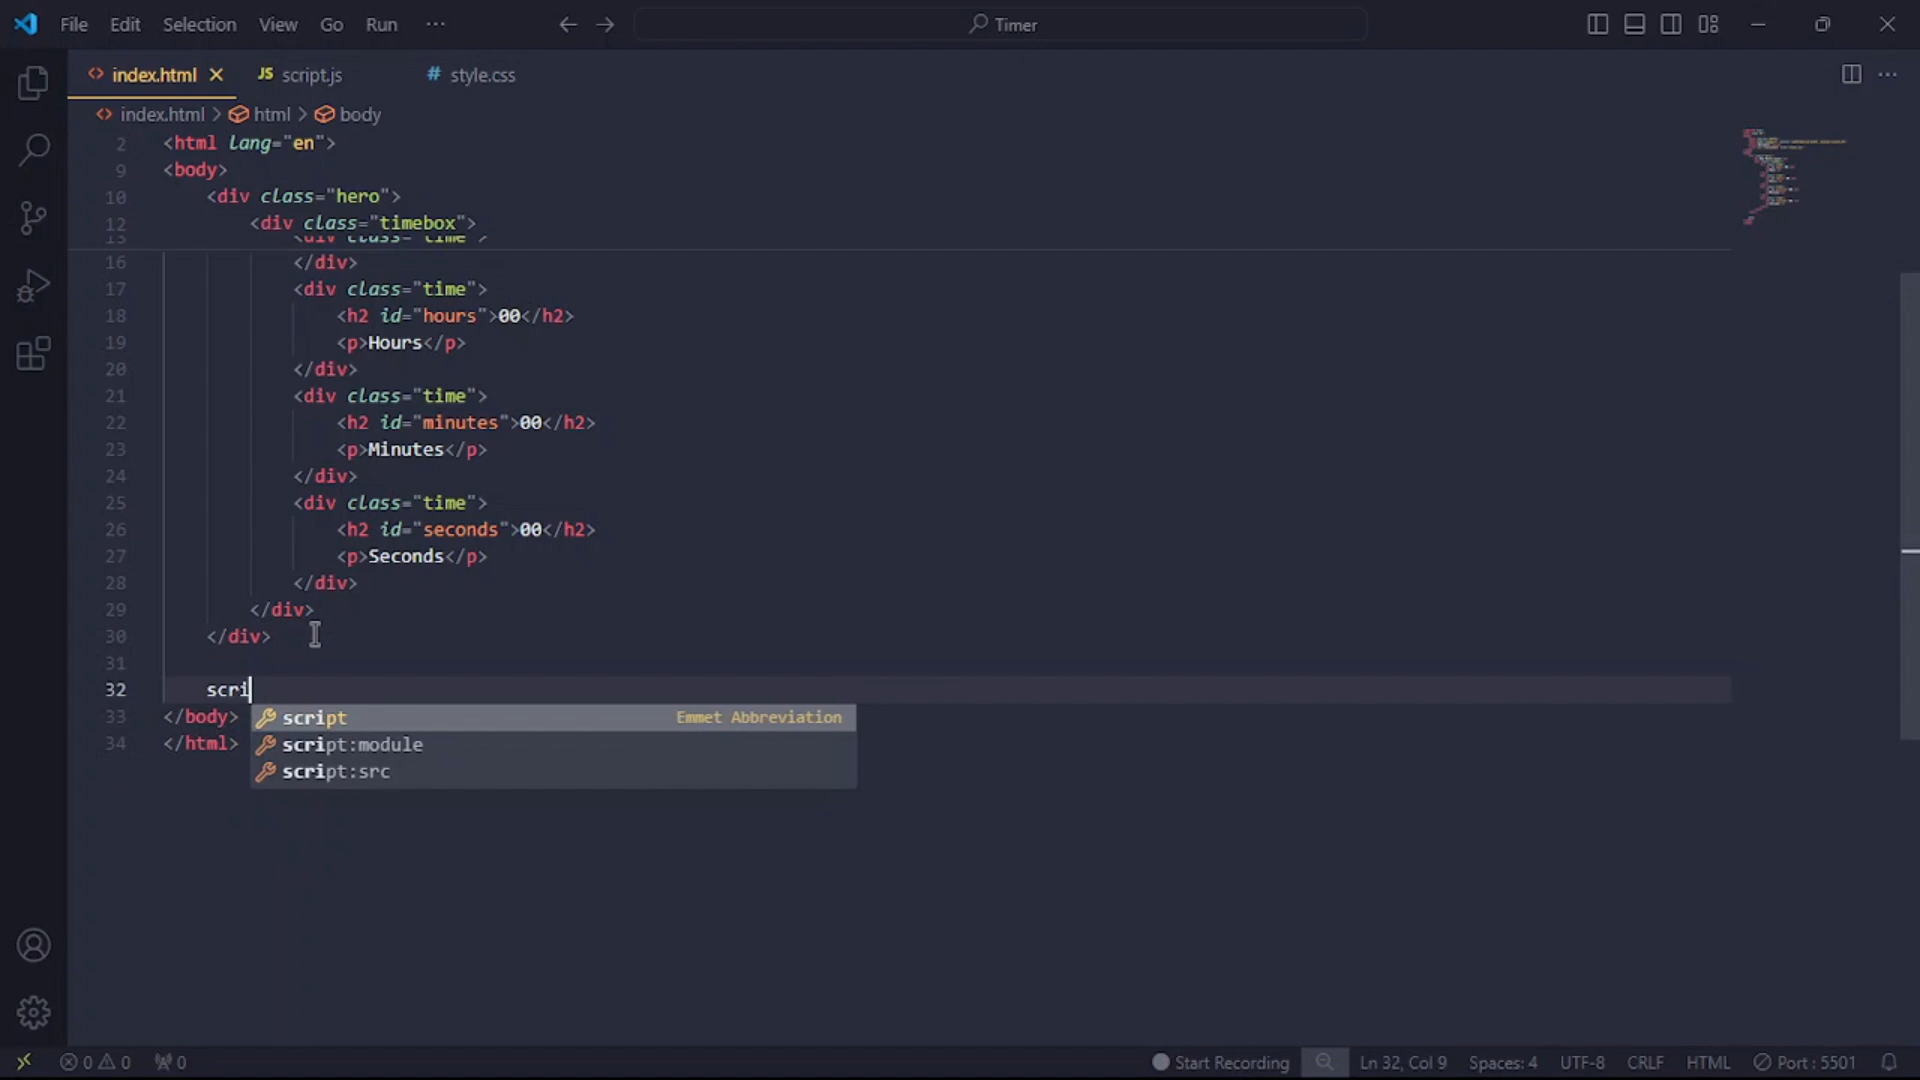 File Edit Selection View Go Run ··· Timer
index.html JS script.js # style.css
index.html > html > body
2 <html lang="en">
9 <body>
10 <div class="hero">
12 <div class="timebox">
15 <div class="time">
16 </div>
17 <div class="time">
18 <h2 id="hours">00</h2>
19 <p>Hours</p>
20 </div>
21 <div class="time">
22 <h2 id="minutes">00</h2>
23 <p>Minutes</p>
24 </div>
25 <div class="time">
26 <h2 id="seconds">00</h2>
27 <p>Seconds</p>
28 </div>
29 </div>
30 </div>
31
32 scri
33 </body> script Emmet Abbreviation
34 </html> script:module
script:src
0 0 0 Start Recording Ln 32, Col 9 Spaces: 4 UTF-8 CRLF HTML Port : 5501